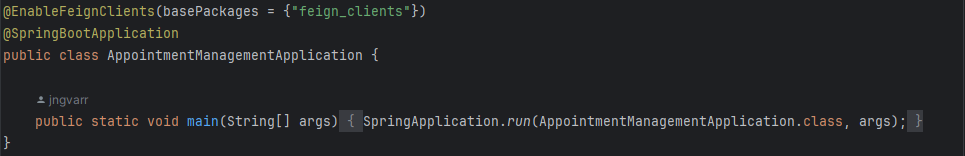 @EnableFeignClients(basePackages = {"feign_clients"})
@SpringBootApplication
public class AppointmentManagementApplication {
jngvarr
public static void main(String[] args) { SpringApplication.run(AppointmentManagementApplication.class, args); }
}